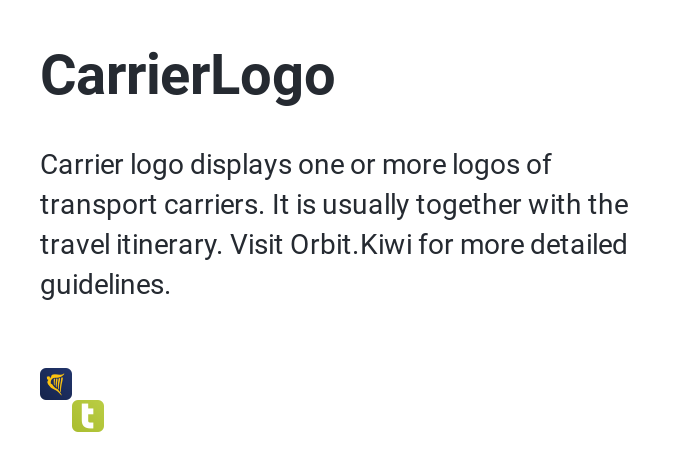 CarrierLogo
Carrier logo displays one or more logos of
transport carriers. It is usually together with the
travel itinerary. Visit Orbit.Kiwi for more detailed
guidelines.
t